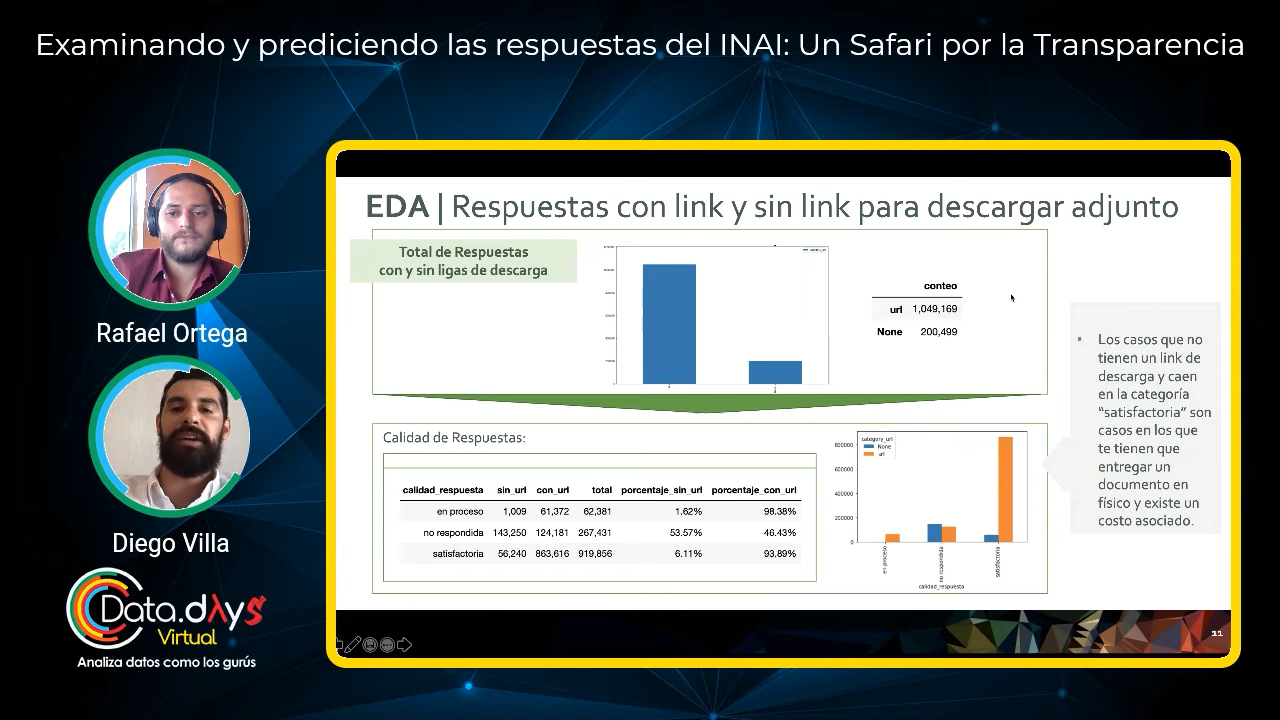 Examinando y prediciendo las respuestas del INAI: Un Safari por la Transparencia
Rafael Ortega
Diego Villa
Data.dAys
Virtual
Analiza datos como los gurús
EDA | Respuestas con link y sin link para descargar adjunto
Total de Respuestas
con y sin ligas de descarga
conteo
url 1,049,169
None 200,499
Calidad de Respuestas:
calidad_respuesta sin_url con_url total porcentaje_sin_url porcentaje_con_url
en proceso 1,009 61,372 62,381 1.62% 98.38%
no respondida 143,250 124,181 267,431 53.57% 46.43%
satisfactoria 56,240 863,616 919,856 6.11% 93.89%
category_url
None
url
800000
600000
400000
200000
0
en proceso
no respondida
satisfactoria
calidad_respuesta
• Los casos que no
tienen un link de
descarga y caen
en la categoría
“satisfactoria” son
casos en los que
te tienen que
entregar un
documento en
físico y existe un
costo asociado.
11